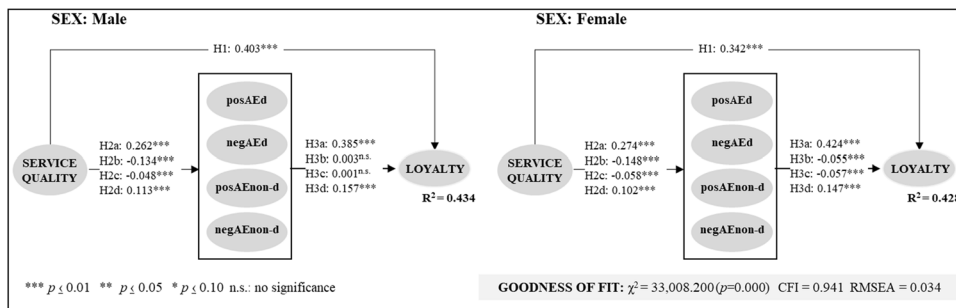 SEX: Male
H1: 0.403***
posAEd
negAEd
posAEnon-d
negAEnon-d
SERVICE
QUALITY
H2a: 0.262***
H2b: -0.134***
H2c: -0.048***
H2d: 0.113***
H3a: 0.385***
H3b: 0.003n.s.
H3c: 0.001n.s.
H3d: 0.157***
LOYALTY
R² = 0.434
SEX: Female
H1: 0.342***
posAEd
negAEd
posAEnon-d
negAEnon-d
SERVICE
QUALITY
H2a: 0.274***
H2b: -0.148***
H2c: -0.058***
H2d: 0.102***
H3a: 0.424***
H3b: -0.055***
H3c: -0.057***
H3d: 0.147***
LOYALTY
R² = 0.428
*** p ≤ 0.01 ** p ≤ 0.05 * p ≤ 0.10 n.s.: no significance
GOODNESS OF FIT: χ² = 33,008.200 (p=0.000) CFI = 0.941 RMSEA = 0.034